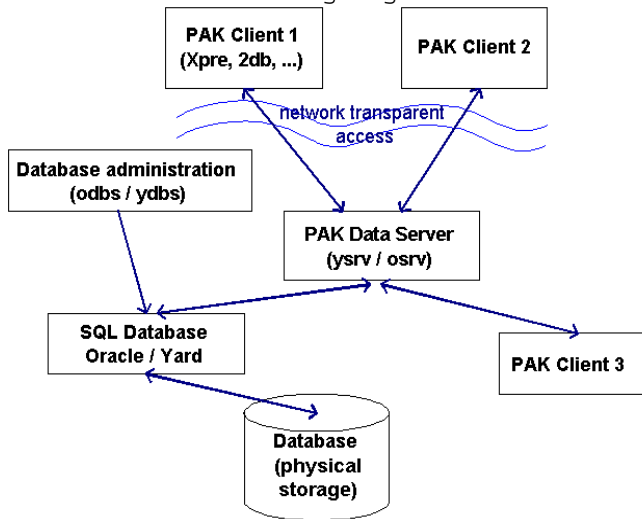 PAK Client 1
(Xpre, 2db, ...)
PAK Client 2
network transparent
access
Database administration
(odbs / ydbs)
PAK Data Server
(ysrv / osrv)
SQL Database
Oracle / Yard
PAK Client 3
Database
(physical
storage)